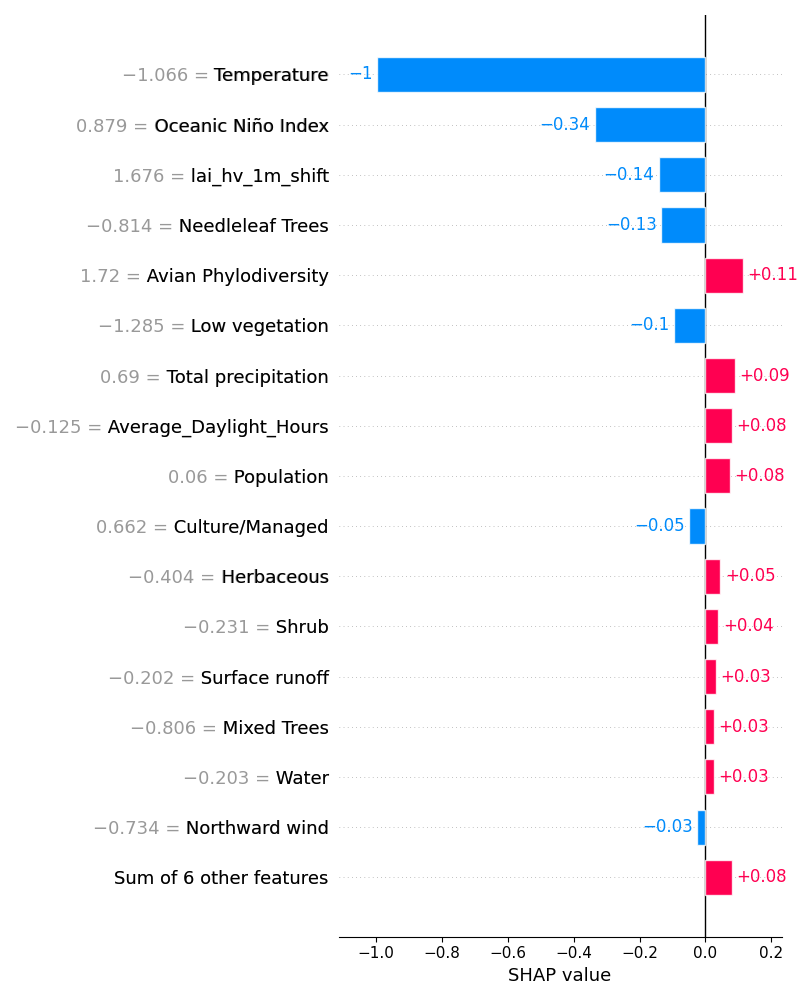 −1.066 = Temperature −1
0.879 = Oceanic Niño Index −0.34
1.676 = lai_hv_1m_shift −0.14
−0.814 = Needleleaf Trees −0.13
1.72 = Avian Phylodiversity +0.11
−1.285 = Low vegetation −0.1
0.69 = Total precipitation +0.09
−0.125 = Average_Daylight_Hours +0.08
0.06 = Population +0.08
0.662 = Culture/Managed −0.05
−0.404 = Herbaceous +0.05
−0.231 = Shrub +0.04
−0.202 = Surface runoff +0.03
−0.806 = Mixed Trees +0.03
−0.203 = Water +0.03
−0.734 = Northward wind −0.03
Sum of 6 other features +0.08
−1.0 −0.8 −0.6 −0.4 −0.2 0.0 0.2
SHAP value